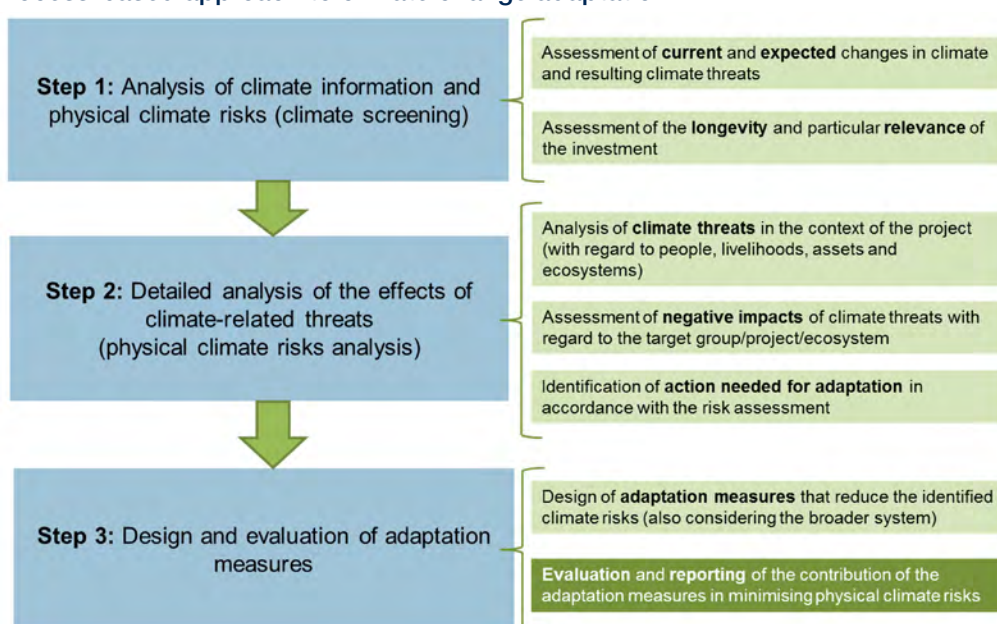 Step 1: Analysis of climate information and
physical climate risks (climate screening)
Assessment of current and expected changes in climate
and resulting climate threats
Assessment of the longevity and particular relevance of
the investment
Step 2: Detailed analysis of the effects of
climate-related threats
(physical climate risks analysis)
Analysis of climate threats in the context of the project
(with regard to people, livelihoods, assets and
ecosystems)
Assessment of negative impacts of climate threats with
regard to the target group/project/ecosystem
Identification of action needed for adaptation in
accordance with the risk assessment
Step 3: Design and evaluation of adaptation
measures
Design of adaptation measures that reduce the identified
climate risks (also considering the broader system)
Evaluation and reporting of the contribution of the
adaptation measures in minimising physical climate risks